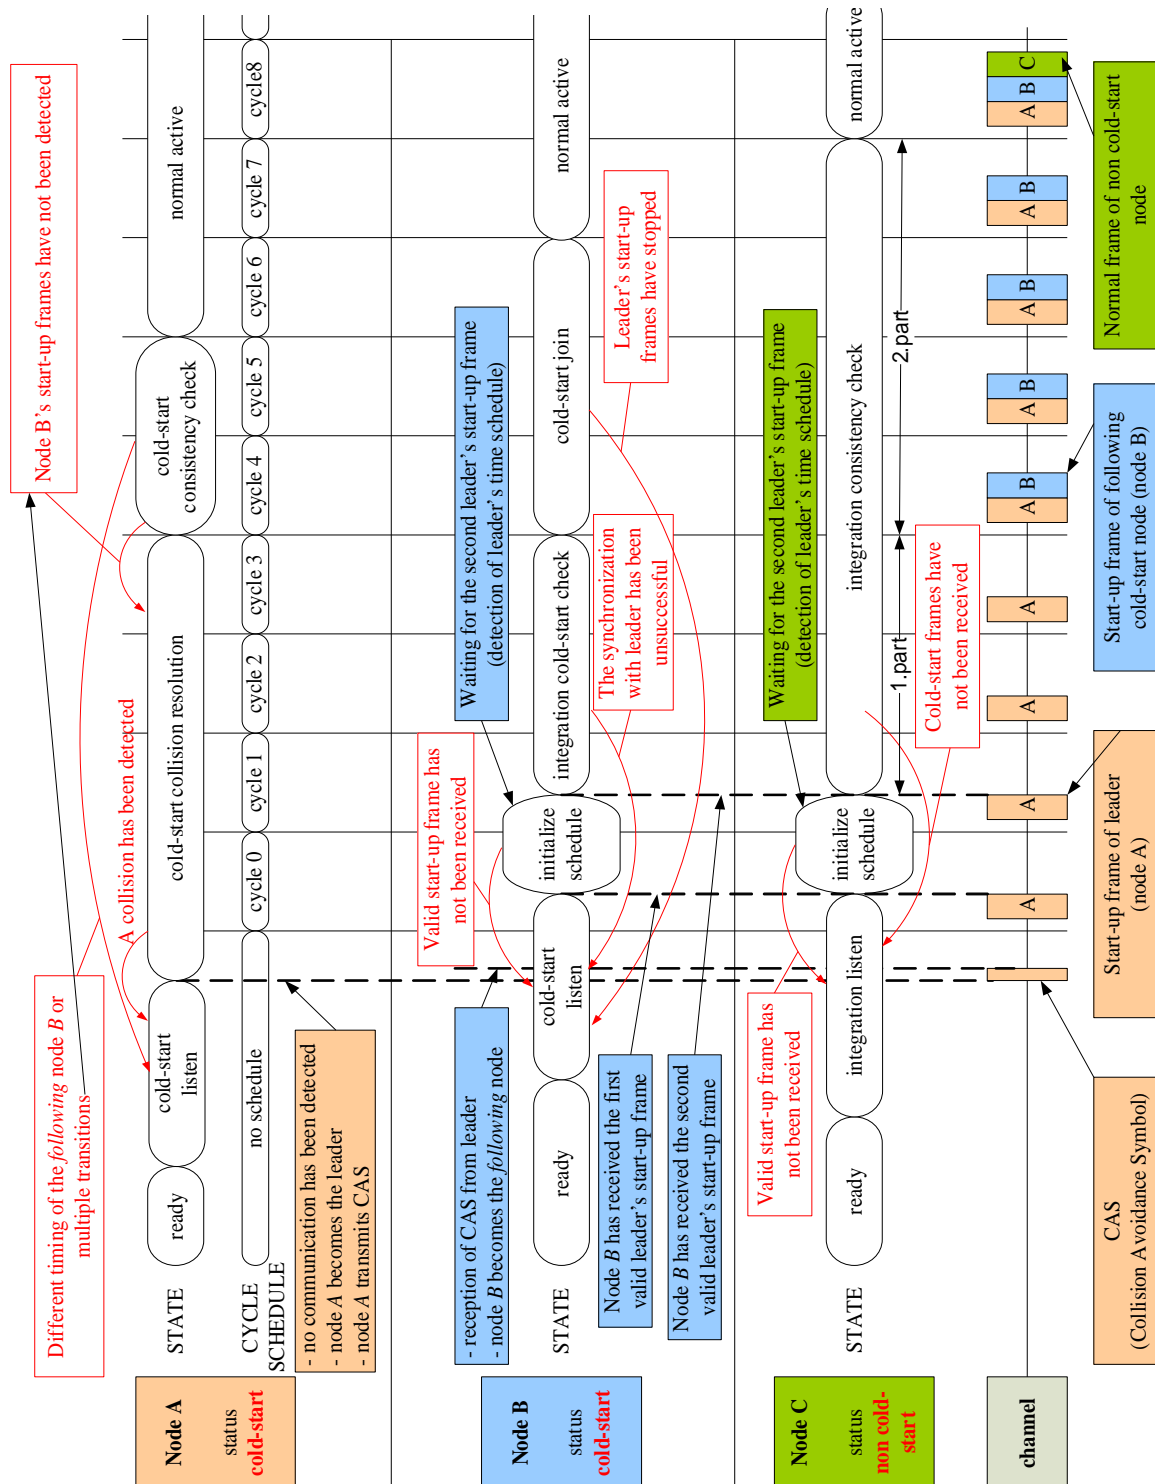 Different timing of the following node B or
multiple transitions
Node B's start-up frames have not been detected
A collision has been detected
Node A
status
cold-start
STATE
ready
cold-start
listen
cold-start collision resolution
cold-start
consistency check
normal active
CYCLE
SCHEDULE
no schedule
cycle 0
cycle 1
cycle 2
cycle 3
cycle 4
cycle 5
cycle 6
cycle 7
cycle8
- no communication has been detected
- node A becomes the leader
- node A transmits CAS
Valid start-up frame has
not been received
Waiting for the second leader's start-up frame
(detection of leader's time schedule)
- reception of CAS from leader
- node B becomes the following node
Node B
status
cold-start
STATE
ready
cold-start
listen
initialize
schedule
integration cold-start check
cold-start join
normal active
Node B has received the first
valid leader's start-up frame
Node B has received the second
valid leader's start-up frame
The synchronization
with leader has been
unsuccessful
Leader's start-up
frames have stopped
Valid start-up frame has
not been received
Waiting for the second leader's start-up frame
(detection of leader's time schedule)
Node C
status
non cold-
start
STATE
ready
integration listen
initialize
schedule
integration consistency check
normal active
1.part
2.part
Cold-start frames have
not been received
channel
A
A
A
A
A B
A B
A B
A B
A B C
CAS
(Collision Avoidance Symbol)
Start-up frame of leader
(node A)
Start-up frame of following
cold-start node (node B)
Normal frame of non cold-start
node